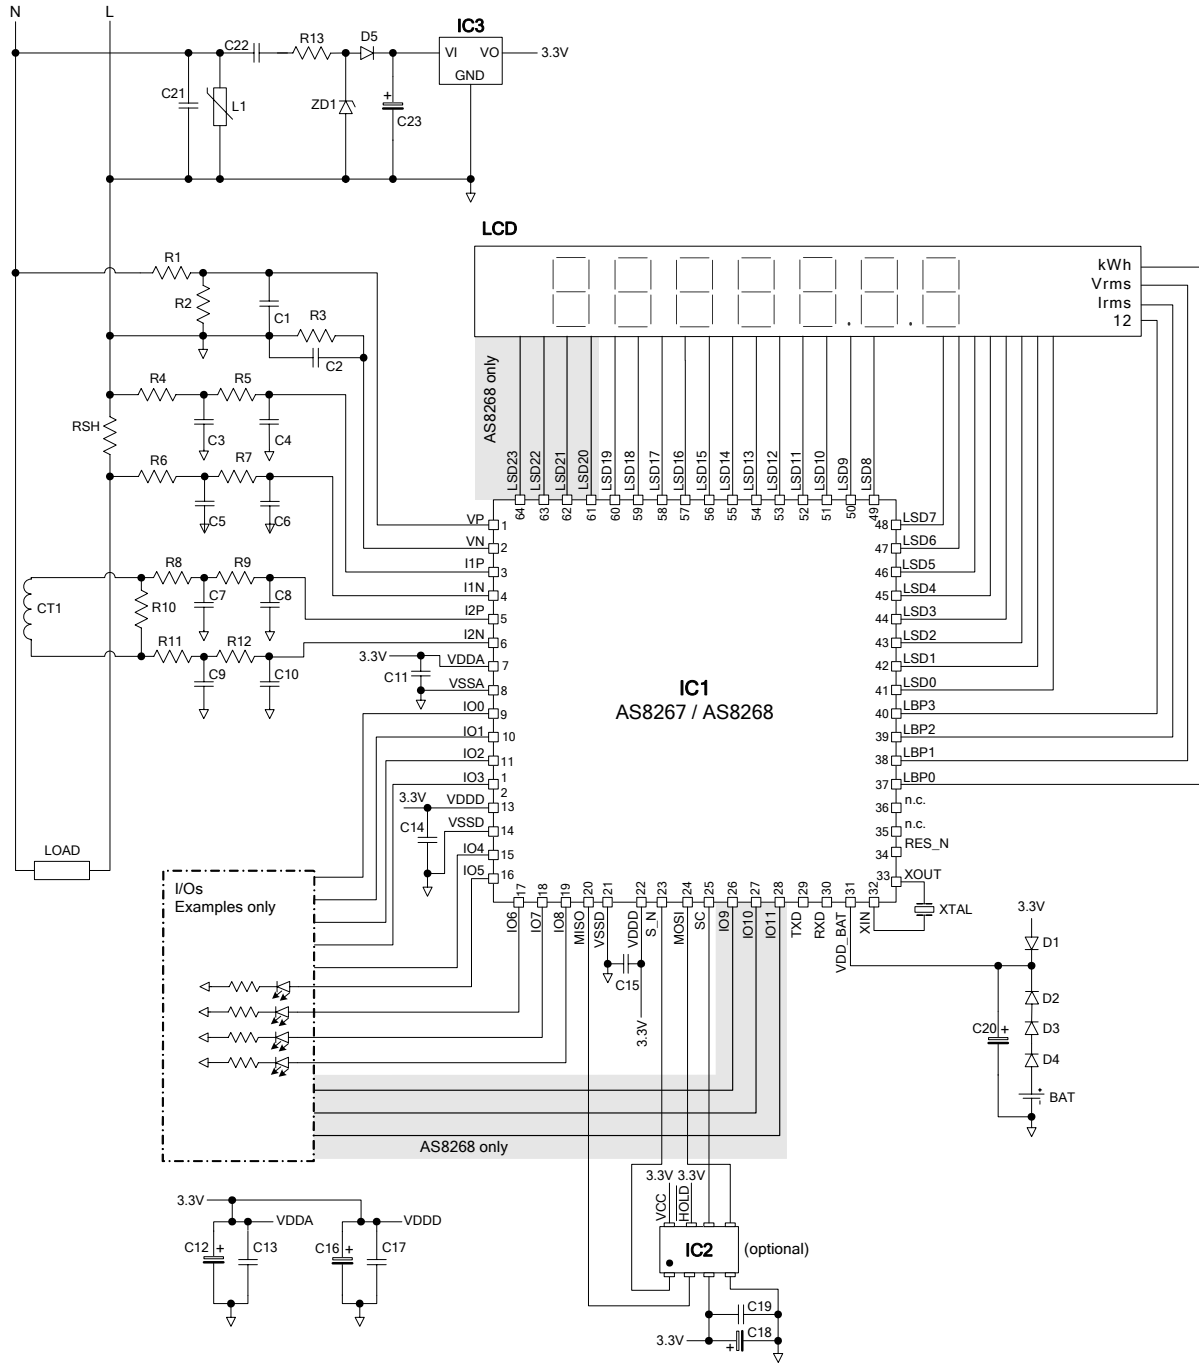 N
L
IC3
C22
R13
D5
VI
VO
3.3V
GND
C21
L1
ZD1
+
C23
LCD
R1
kWh
Vrms
Irms
12
R2
C1
R3
C2
AS8268 only
R4
R5
RSH
C3
C4
R6
R7
C5
C6
LSD23
LSD22
LSD21
LSD20
LSD19
LSD18
LSD17
LSD16
LSD15
LSD14
LSD13
LSD12
LSD11
LSD10
LSD9
LSD8
64
63
62
61
60
59
58
57
56
55
54
53
52
51
50
49
VP 1
VN 2
I1P 3
I1N 4
I2P 5
I2N 6
3.3V
VDDA 7
C11
VSSA 8
IO0 9
IO1 10
IO2 11
IO3 1
2
3.3V
VDDD 13
C14
VSSD 14
IO4 15
IO5 16
R8
R9
CT1
R10
C7
C8
R11
R12
C9
C10
IC1
AS8267 / AS8268
48 LSD7
47 LSD6
46 LSD5
45 LSD4
44 LSD3
43 LSD2
42 LSD1
41 LSD0
40 LBP3
39 LBP2
38 LBP1
37 LBP0
36 n.c.
35 n.c.
34 RES_N
33 XOUT
XTAL
LOAD
I/Os
Examples only
17
18
19
20
21
22
23
24
25
26
27
28
29
30
31
32
IO6
IO7
IO8
MISO
VSSD
VDDD
S_N
MOSI
SC
IO9
IO10
IO11
TXD
RXD
VDD_BAT
XIN
C15
3.3V
3.3V
D1
D2
C20
+
D3
D4
BAT
+
-
AS8268 only
3.3V
3.3V
VCC
HOLD
IC2
(optional)
C19
3.3V
+
C18
3.3V
VDDA
VDDD
C12
+
C13
C16
+
C17